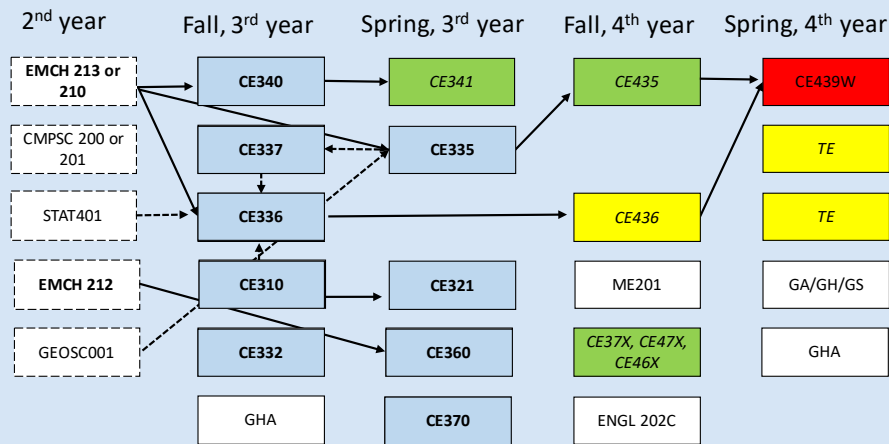 2nd year
Fall, 3rd year
Spring, 3rd year
Fall, 4th year
Spring, 4th year
EMCH 213 or
210
CE340
CE341
CE435
CE439W
CMPSC 200 or
201
CE337
CE335
TE
STAT401
CE336
CE436
TE
EMCH 212
CE310
CE321
ME201
GA/GH/GS
GEOSC001
CE332
CE360
CE37X, CE47X,
CE46X
GHA
GHA
CE370
ENGL 202C